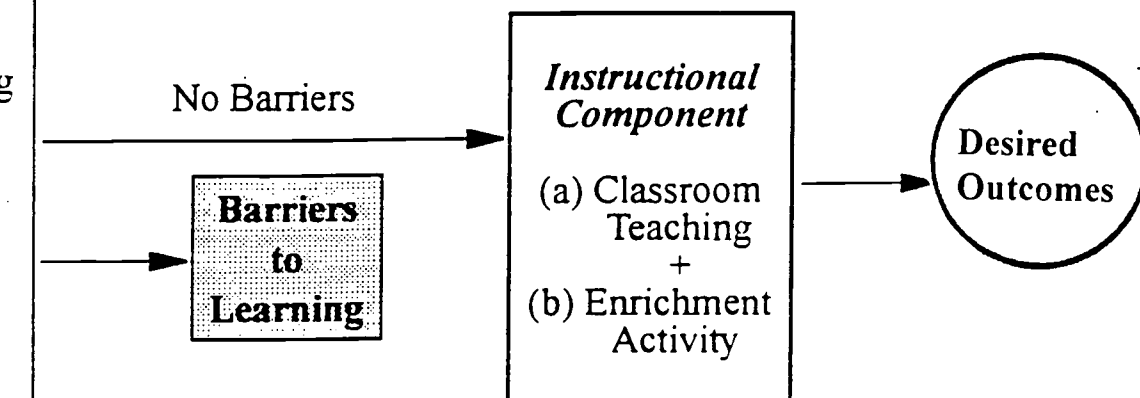 g
No Barriers
Barriers
to
Learning
Instructional
Component
(a) Classroom
Teaching
+
(b) Enrichment
Activity
Desired
Outcomes